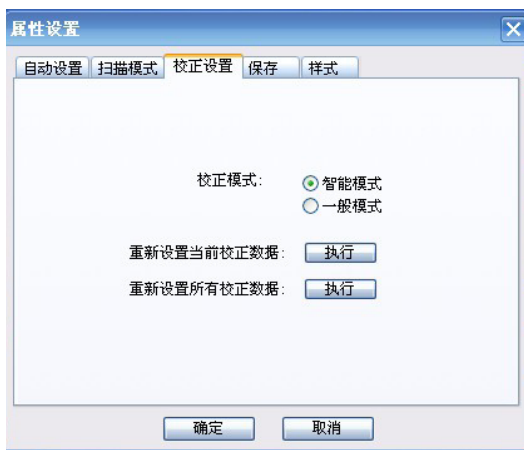 属性设置
自动设置 扫描模式 校正设置 保存 样式
校正模式: 智能模式
一般模式
重新设置当前校正数据: 执行
重新设置所有校正数据: 执行
确定 取消